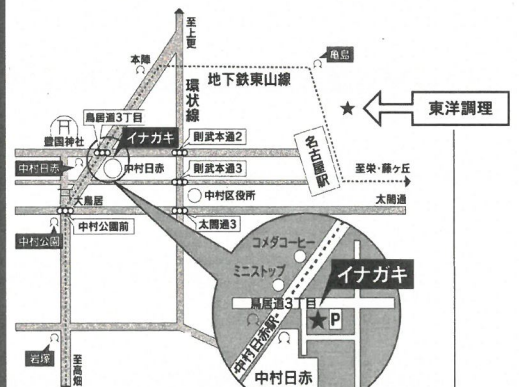 至上更
亀島
本陣
地下鉄東山線
環状線
東洋調理
鳥居通3丁目
イナガキ
則武本通2
豊国神社
名古屋駅
中村日赤
中村日赤
則武本通3
至栄・藤ヶ丘
中村区役所
大鳥居
太閤通
中村公園
中村公園前
太閤通3
コメダコーヒー
ミニストップ
イナガキ
鳥居通3丁目
P
中村日赤駅
岩塚
至高畑
中村日赤